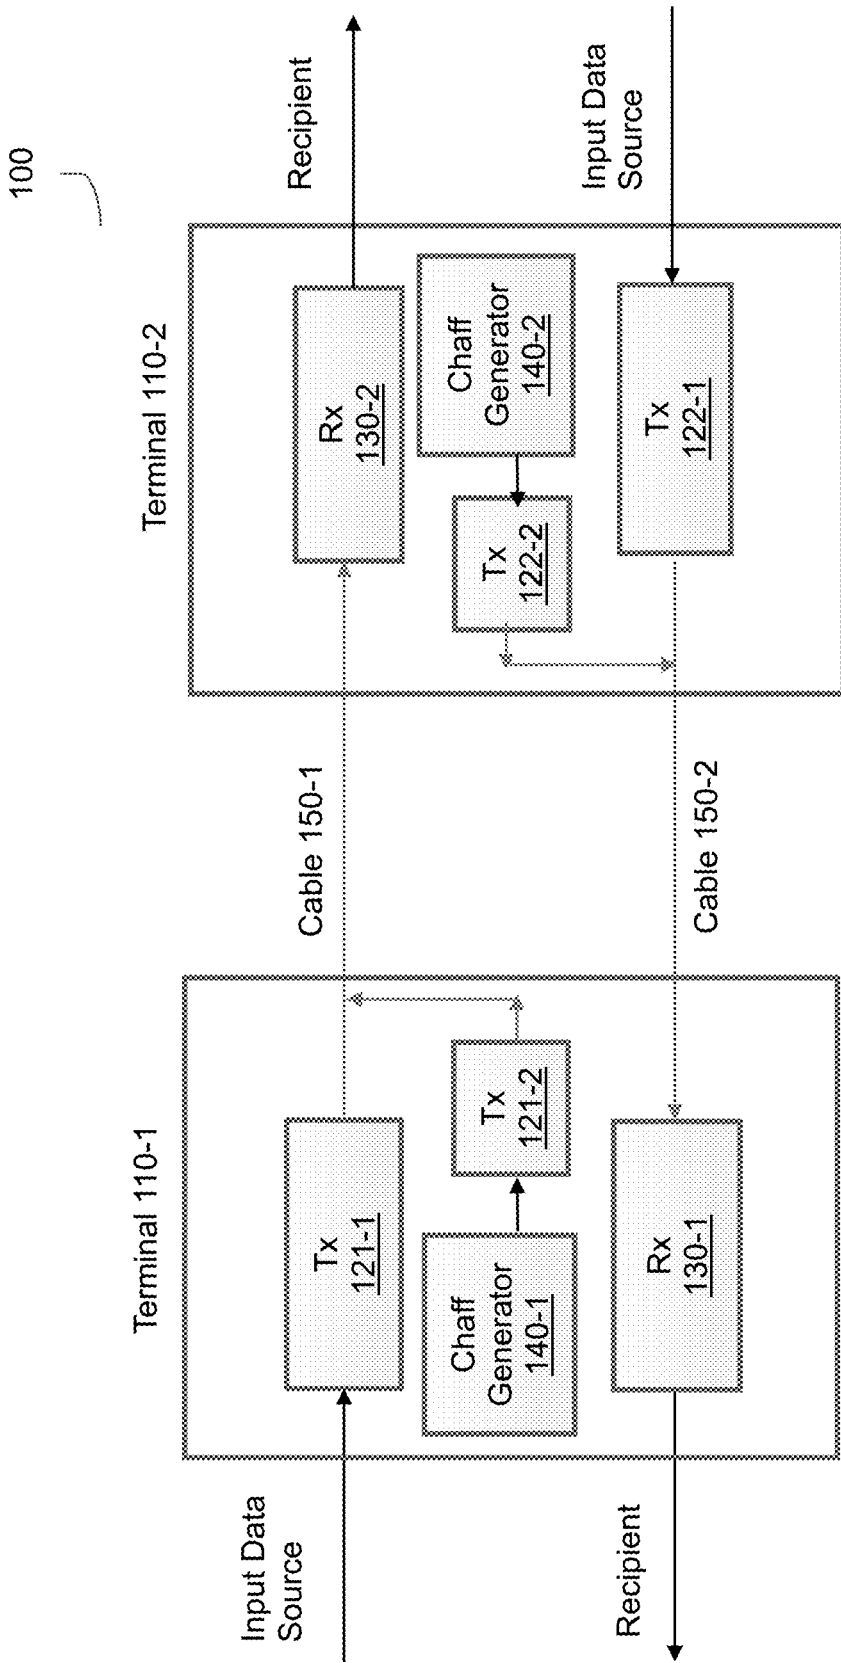 100
Terminal 110-1
Terminal 110-2
Input Data
Source
Tx
121-1
Cable 150-1
Rx
130-2
Recipient
Chaff
Generator
140-1
Tx
121-2
Tx
122-2
Chaff
Generator
140-2
Recipient
Rx
130-1
Cable 150-2
Tx
122-1
Input Data
Source